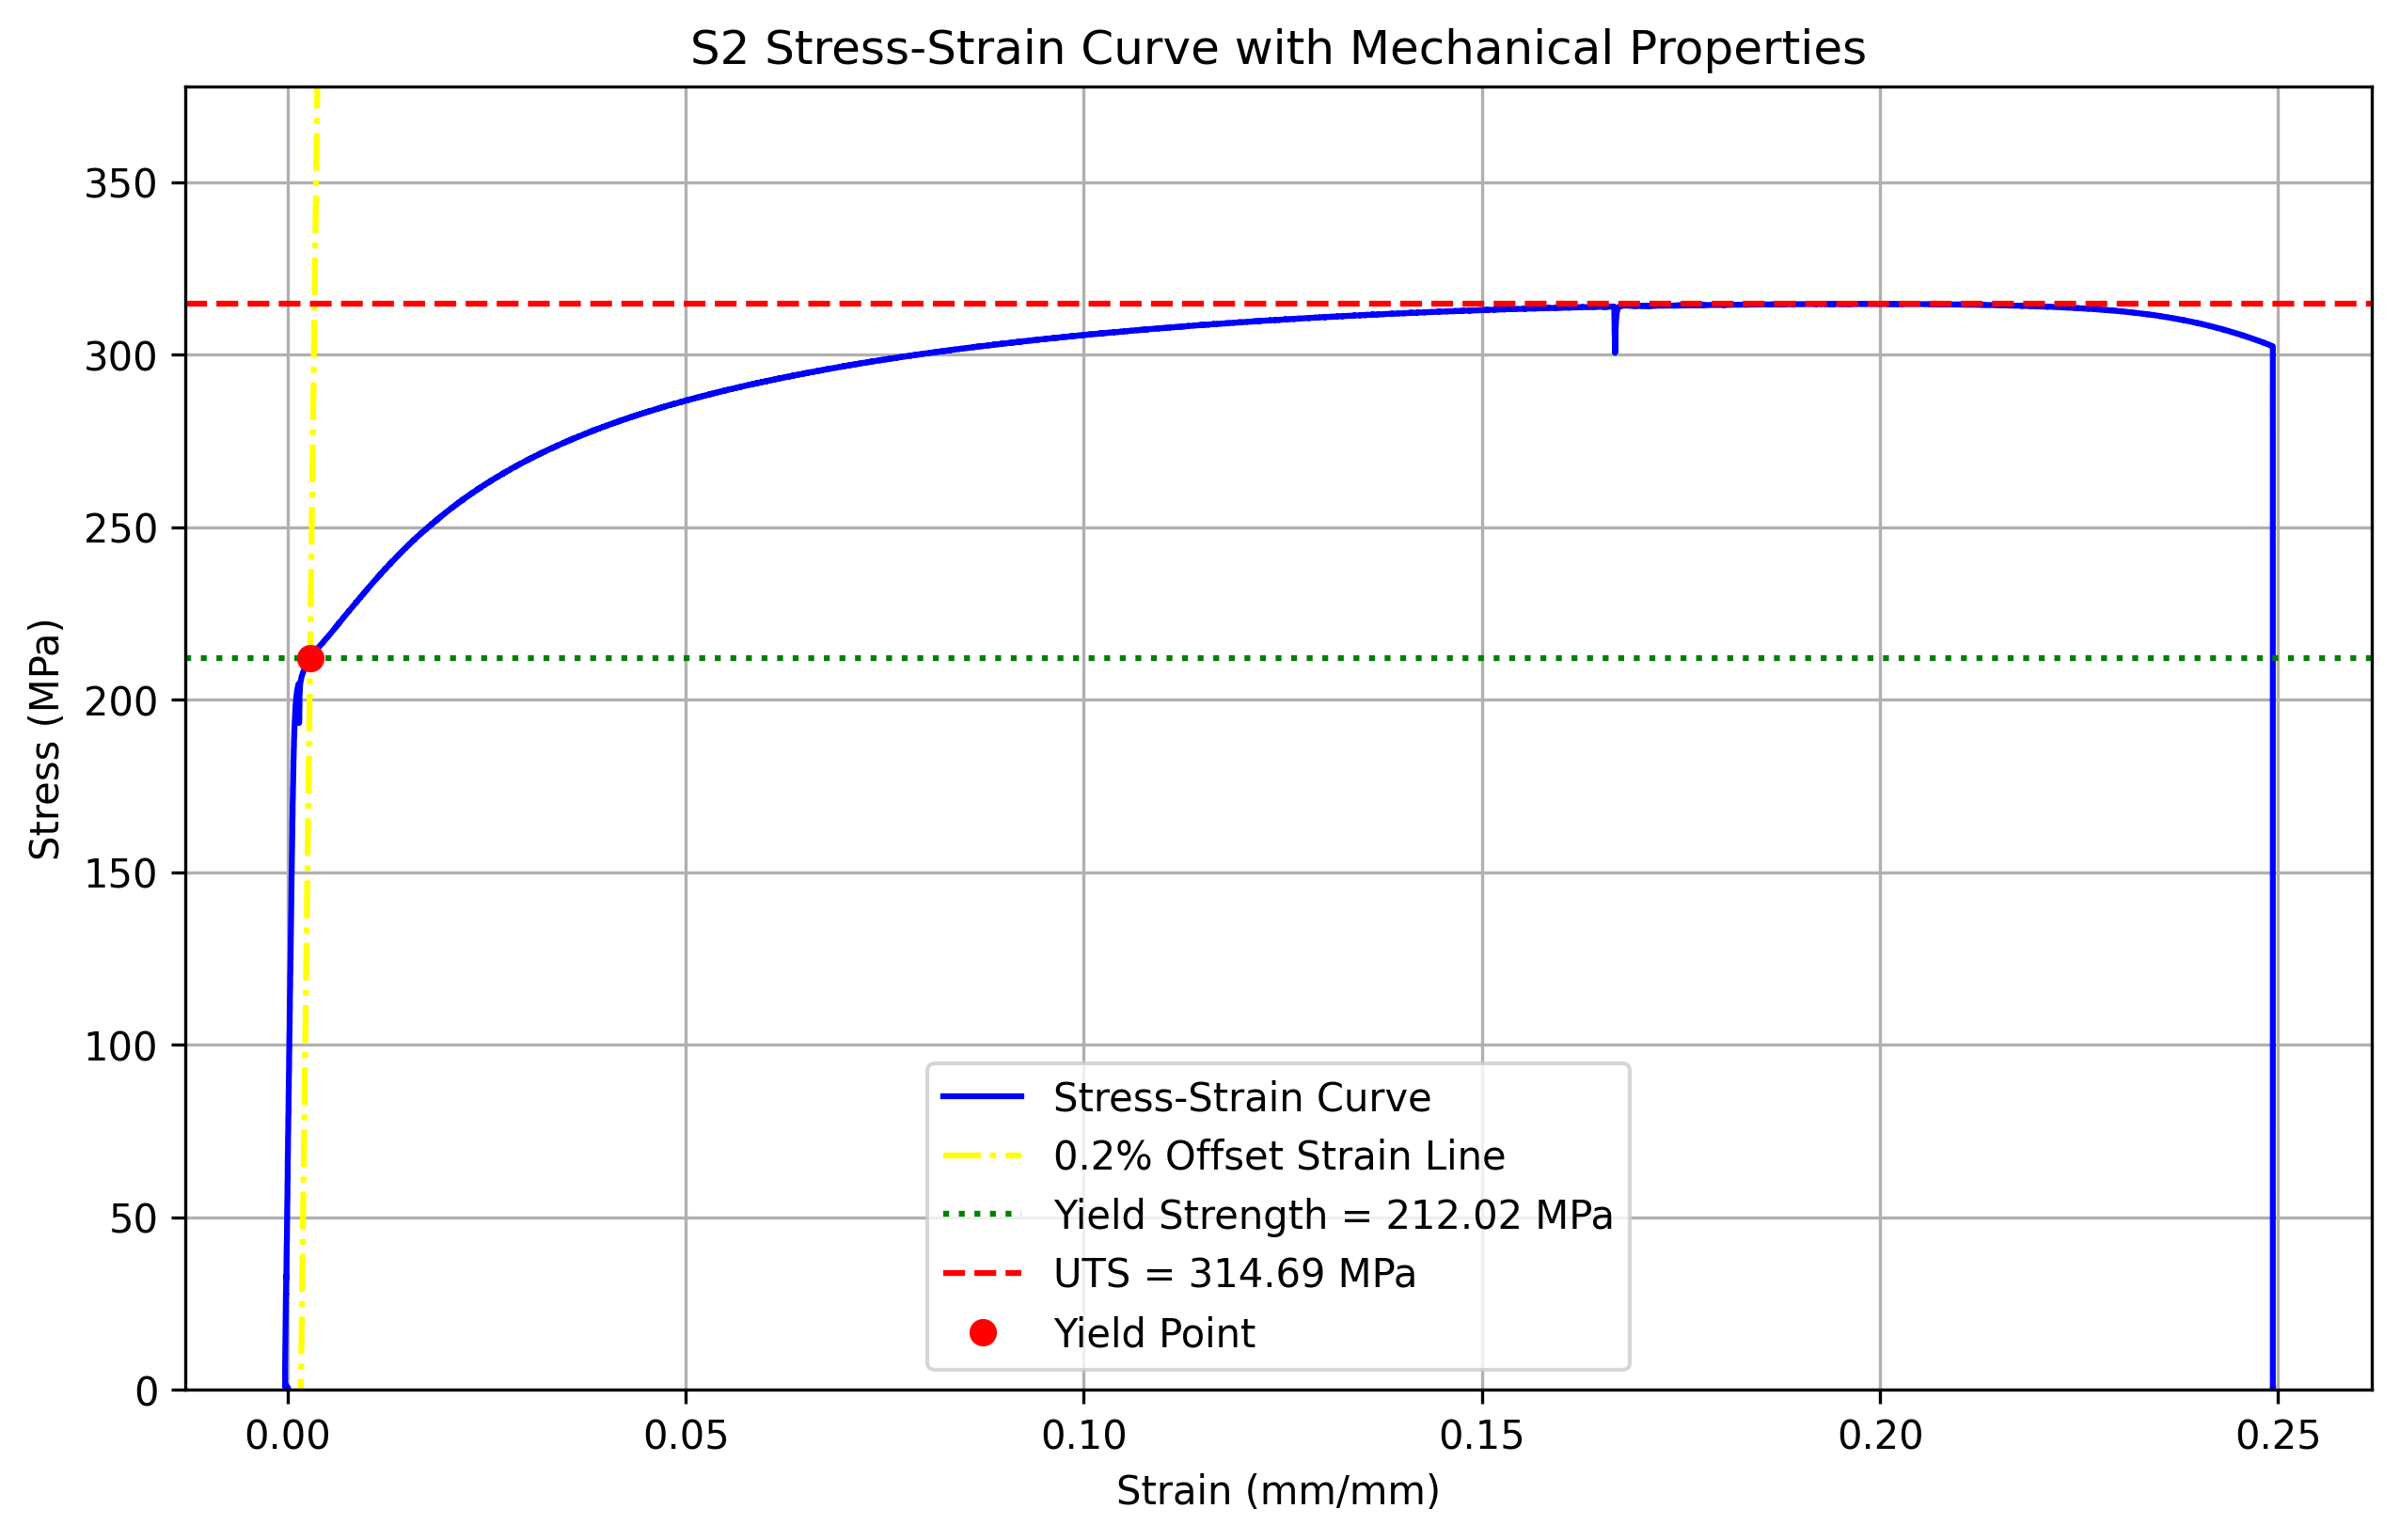 S2 Stress-Strain Curve with Mechanical Properties
Stress (MPa)
350
300
250
200
150
100
50
0
Stress-Strain Curve
0.2% Offset Strain Line
Yield Strength = 212.02 MPa
UTS = 314.69 MPa
Yield Point
0.00 0.05 0.10 0.15 0.20 0.25
Strain (mm/mm)